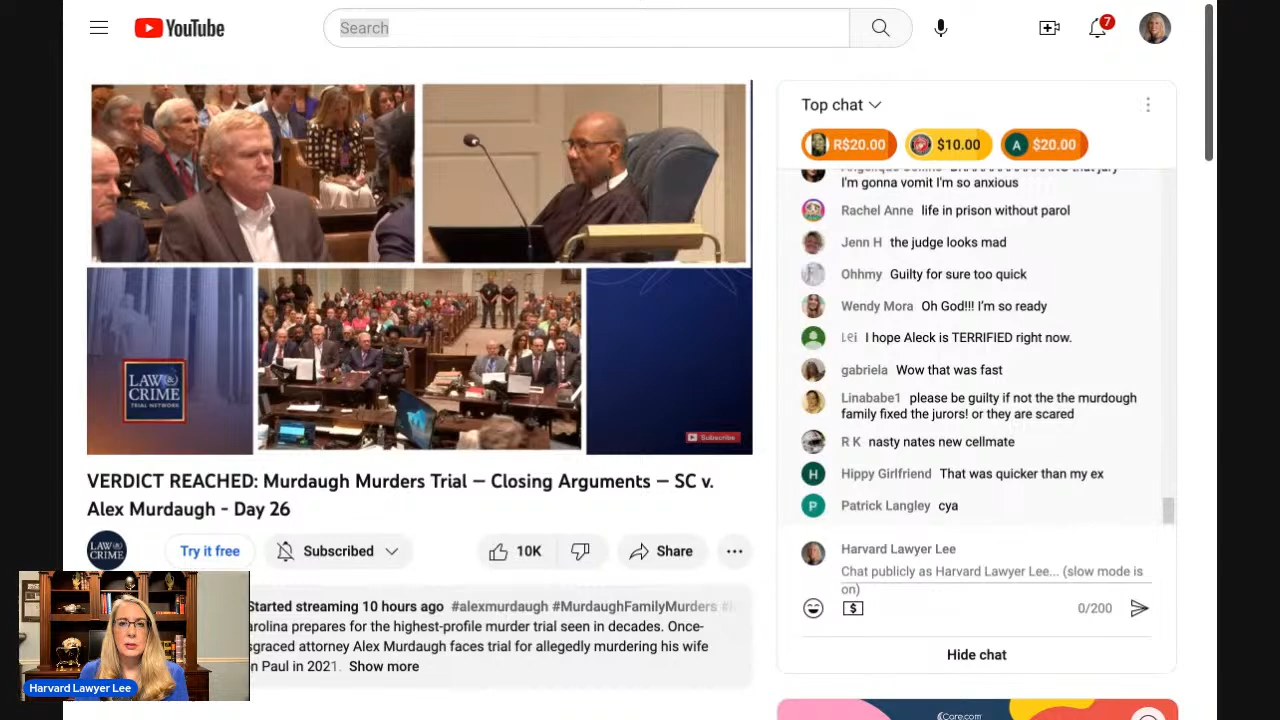 YouTube
Search
7
Top chat
R$20.00
$10.00
$20.00
A
I'm gonna vomit I'm so anxious
Rachel Anne life in prison without parol
Jenn H the judge looks mad
Ohhmy Guilty for sure too quick
Wendy Mora Oh God!!! I'm so ready
Lei I hope Aleck is TERRIFIED right now.
gabriela Wow that was fast
Linababe1 please be guilty if not the the murdough
family fixed the jurors! or they are scared
R K nasty nates new cellmate
H
Hippy Girlfriend That was quicker than my ex
P
Patrick Langley cya
Harvard Lawyer Lee
Chat publicly as Harvard Lawyer Lee... (slow mode is
on)
$
0/200
Hide chat
Care.com
LAW &
CRIME
TRIAL NETWORK
Subscribe
VERDICT REACHED: Murdaugh Murders Trial — Closing Arguments — SC v.
Alex Murdaugh - Day 26
LAW &
CRIME
Try it free
Subscribed
10K
Share
Started streaming 10 hours ago #alexmurdaugh #MurdaughFamilyMurders
arolina prepares for the highest-profile murder trial seen in decades. Once-
sgraced attorney Alex Murdaugh faces trial for allegedly murdering his wife
n Paul in 2021. Show more
Harvard Lawyer Lee